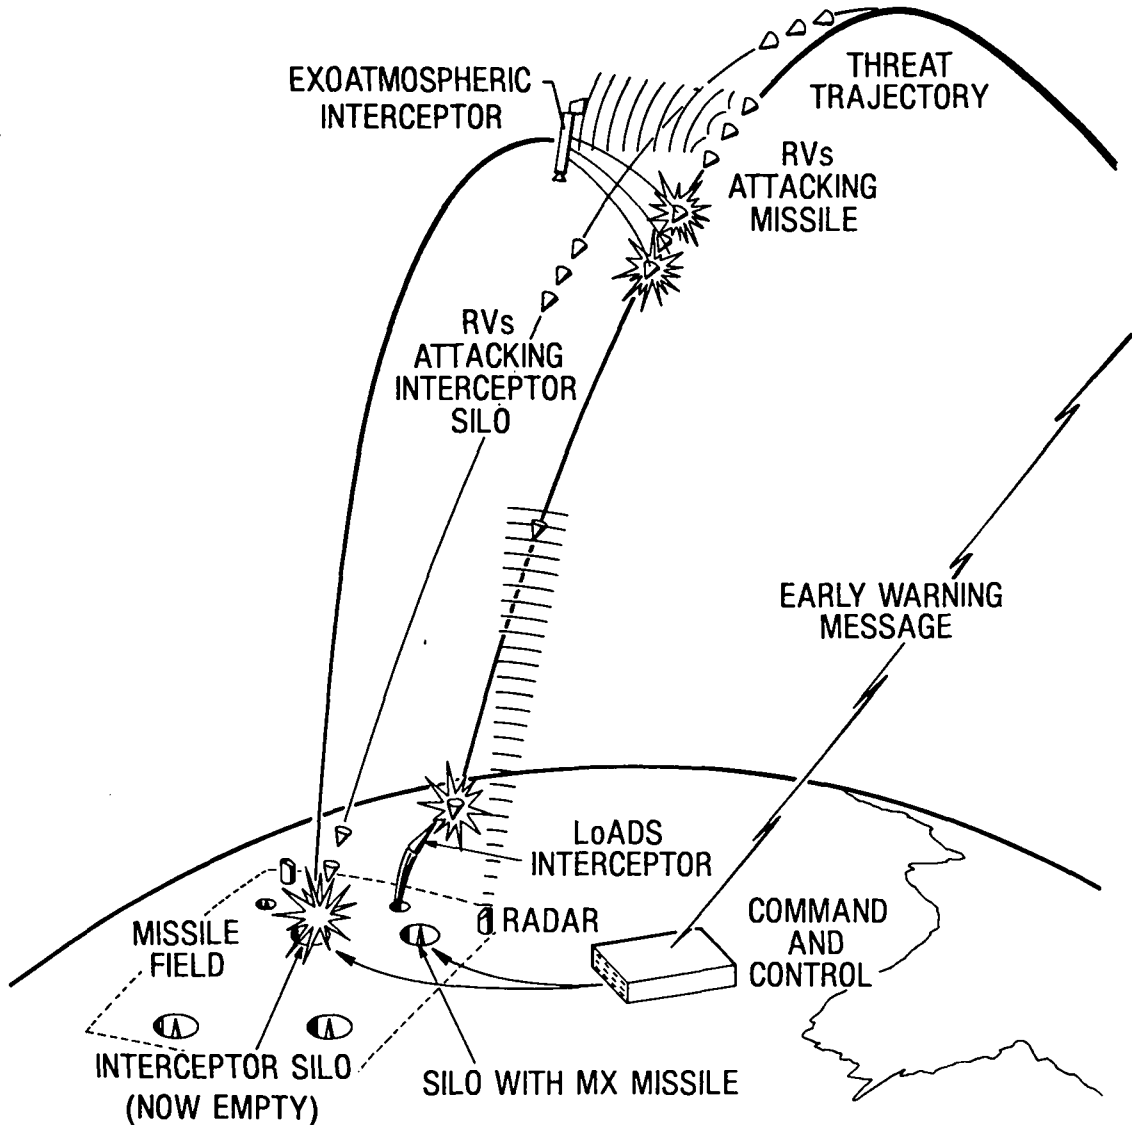 EXOATMOSPHERIC
INTERCEPTOR
THREAT
TRAJECTORY
RVs
ATTACKING
MISSILE
RVs
ATTACKING
INTERCEPTOR
SILO
EARLY WARNING
MESSAGE
LoADS
INTERCEPTOR
RADAR
COMMAND
AND
CONTROL
MISSILE
FIELD
INTERCEPTOR SILO
(NOW EMPTY)
SILO WITH MX MISSILE